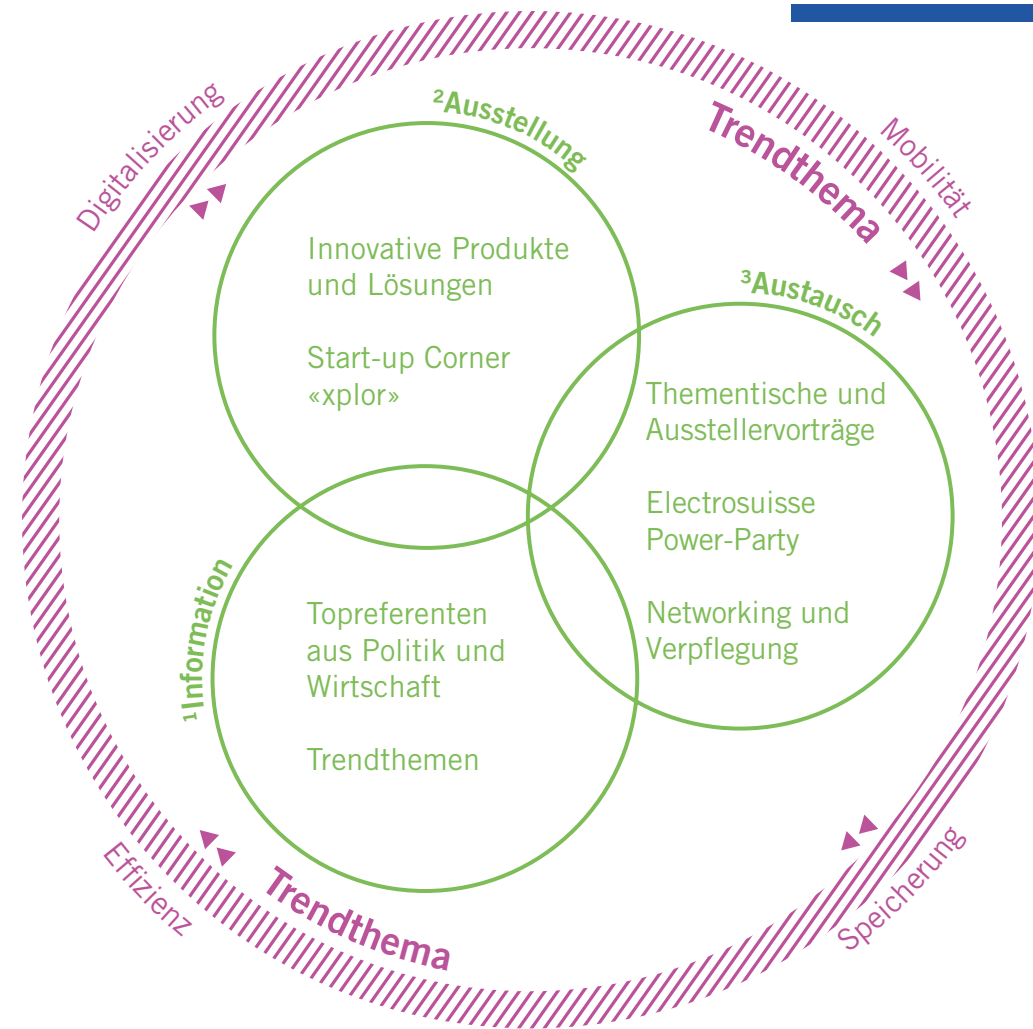 Digitalisierung
Mobilität
Trendthema
²Ausstellung
Innovative Produkte
und Lösungen
Start-up Corner
«xplor»
³Austausch
Thementische und
Ausstellervorträge
Electrosuisse
Power-Party
Networking und
Verpflegung
¹Information
Topreferenten
aus Politik und
Wirtschaft
Trendthemen
Effizienz
Trendthema
Speicherung